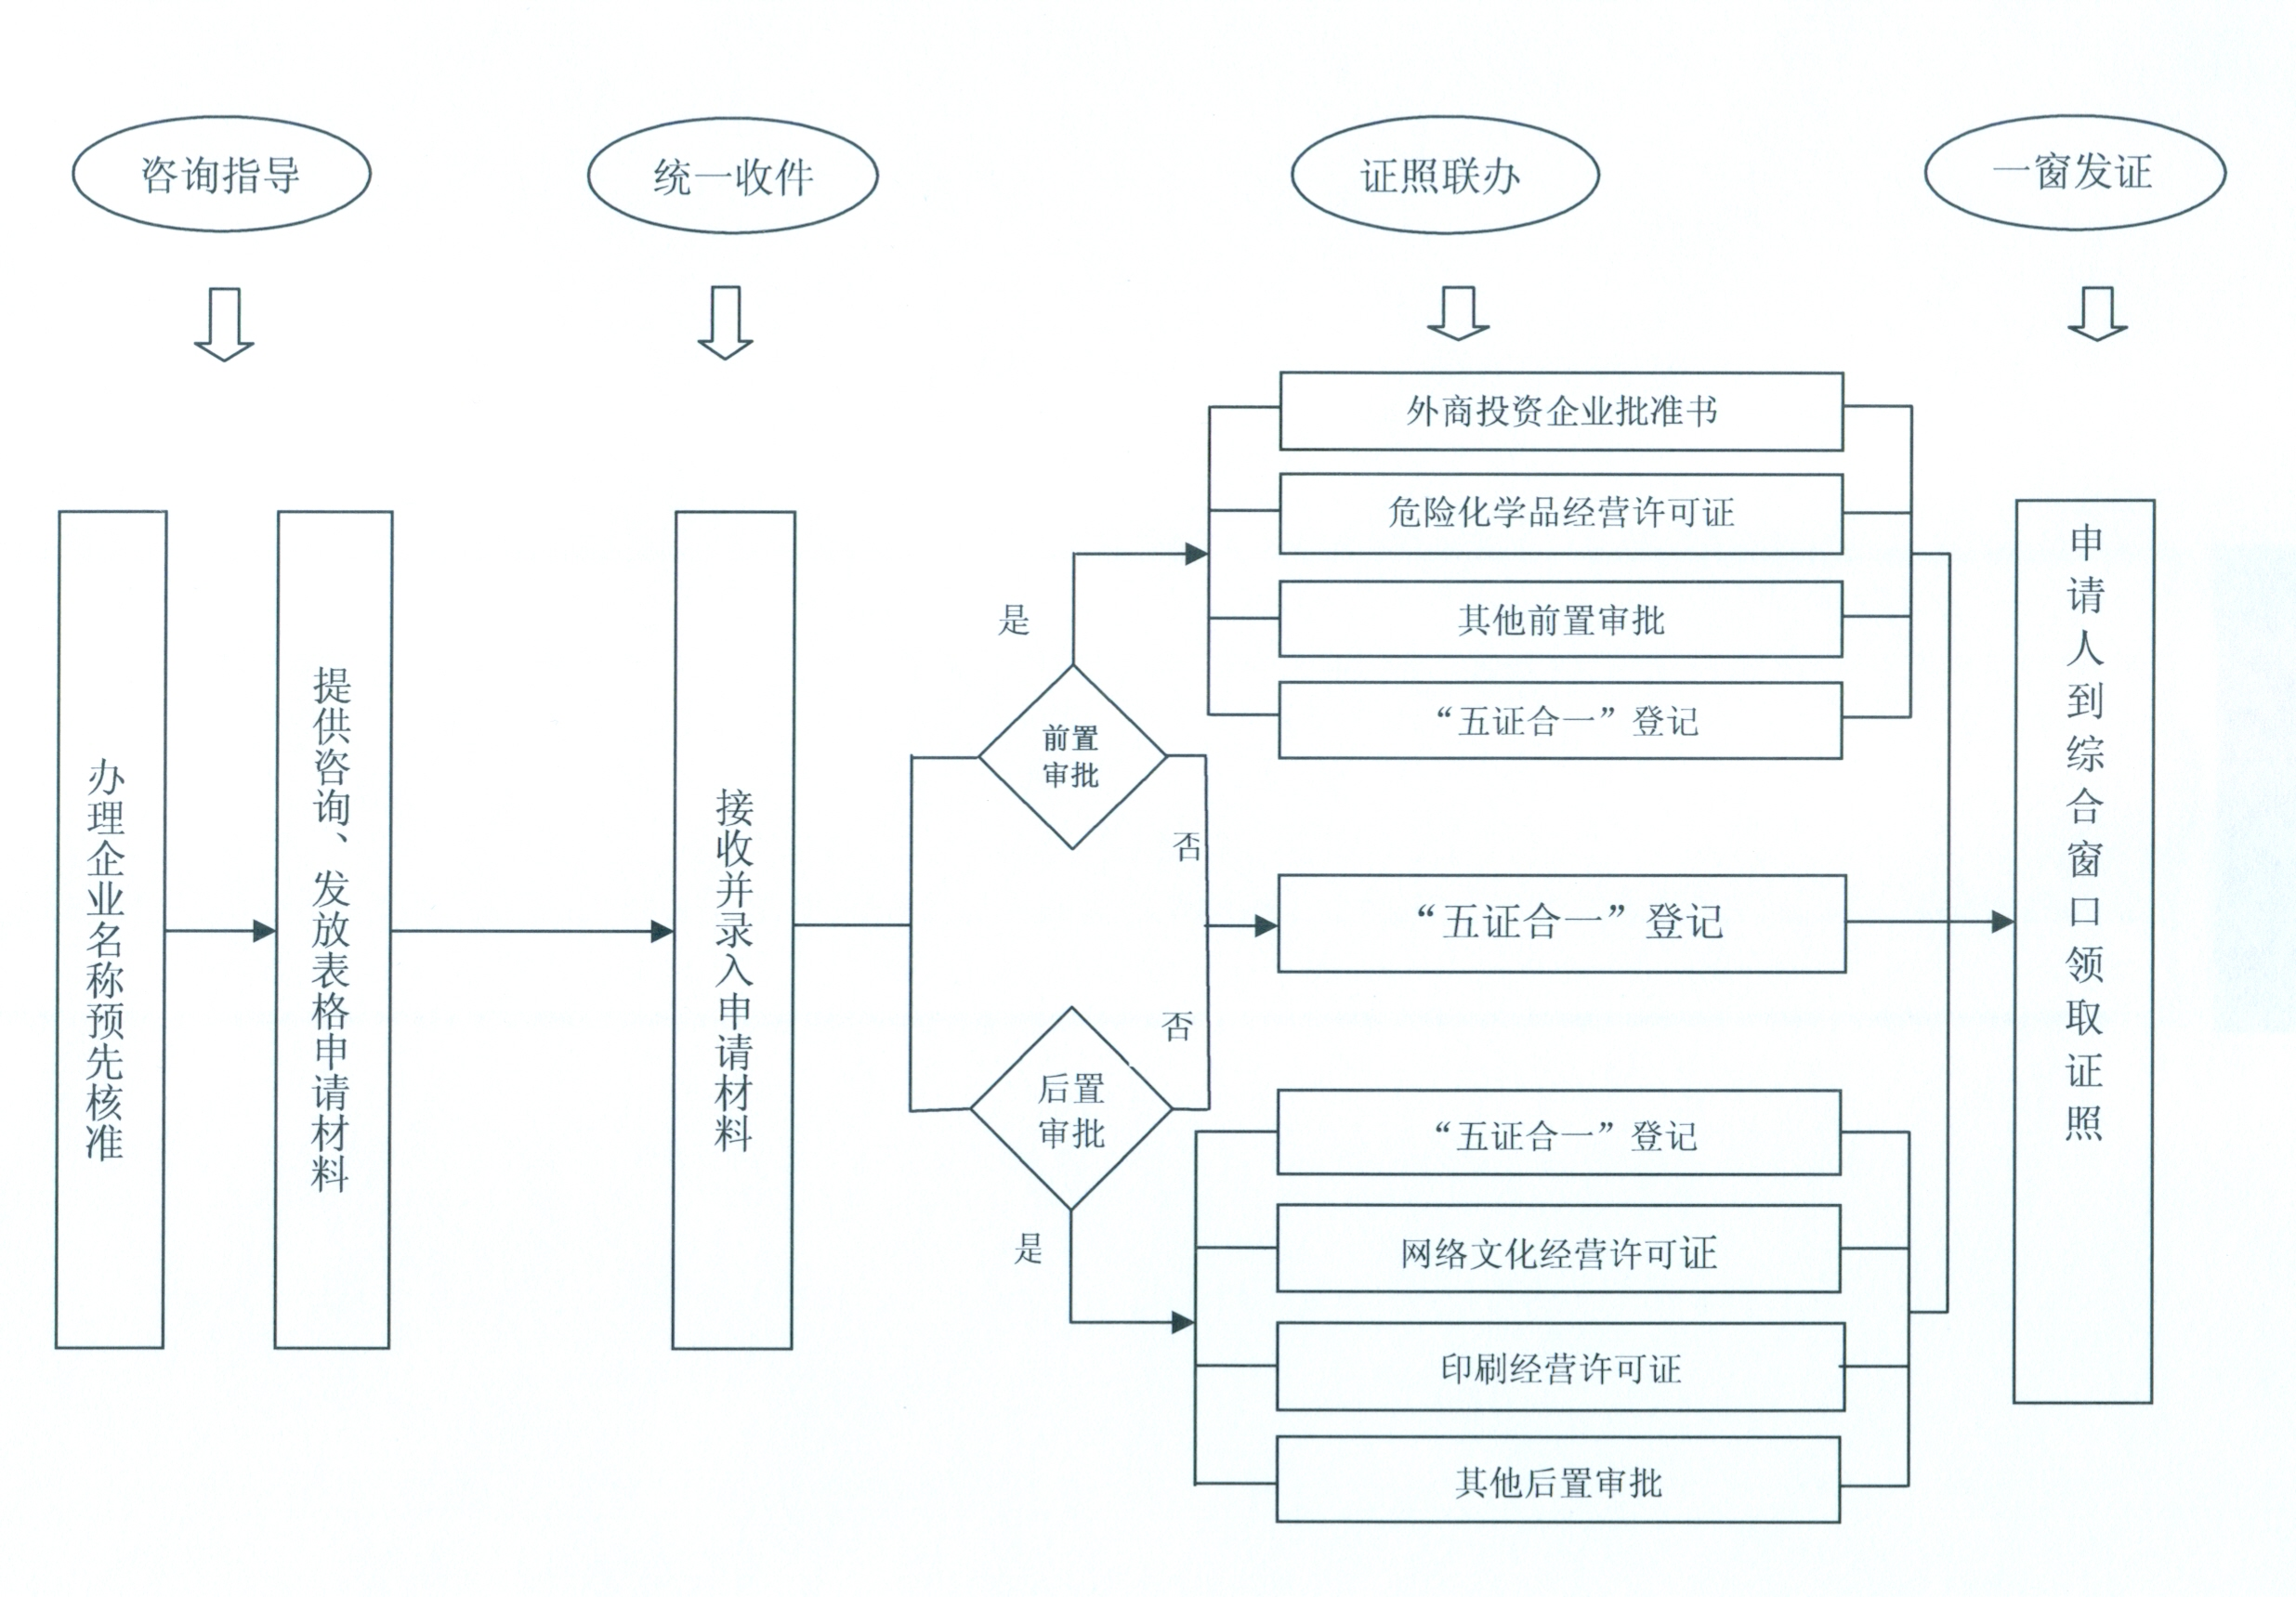 咨询指导
统一收件
证照联办
一窗发证
办理企业名称预先核准
提供咨询、发放表格申请材料
接收并录入申请材料
是
前置
审批
否
否
后置
审批
是
外商投资企业批准书
危险化学品经营许可证
其他前置审批
“五证合一”登记
“五证合一”登记
“五证合一”登记
网络文化经营许可证
印刷经营许可证
其他后置审批
申请人到综合窗口领取证照